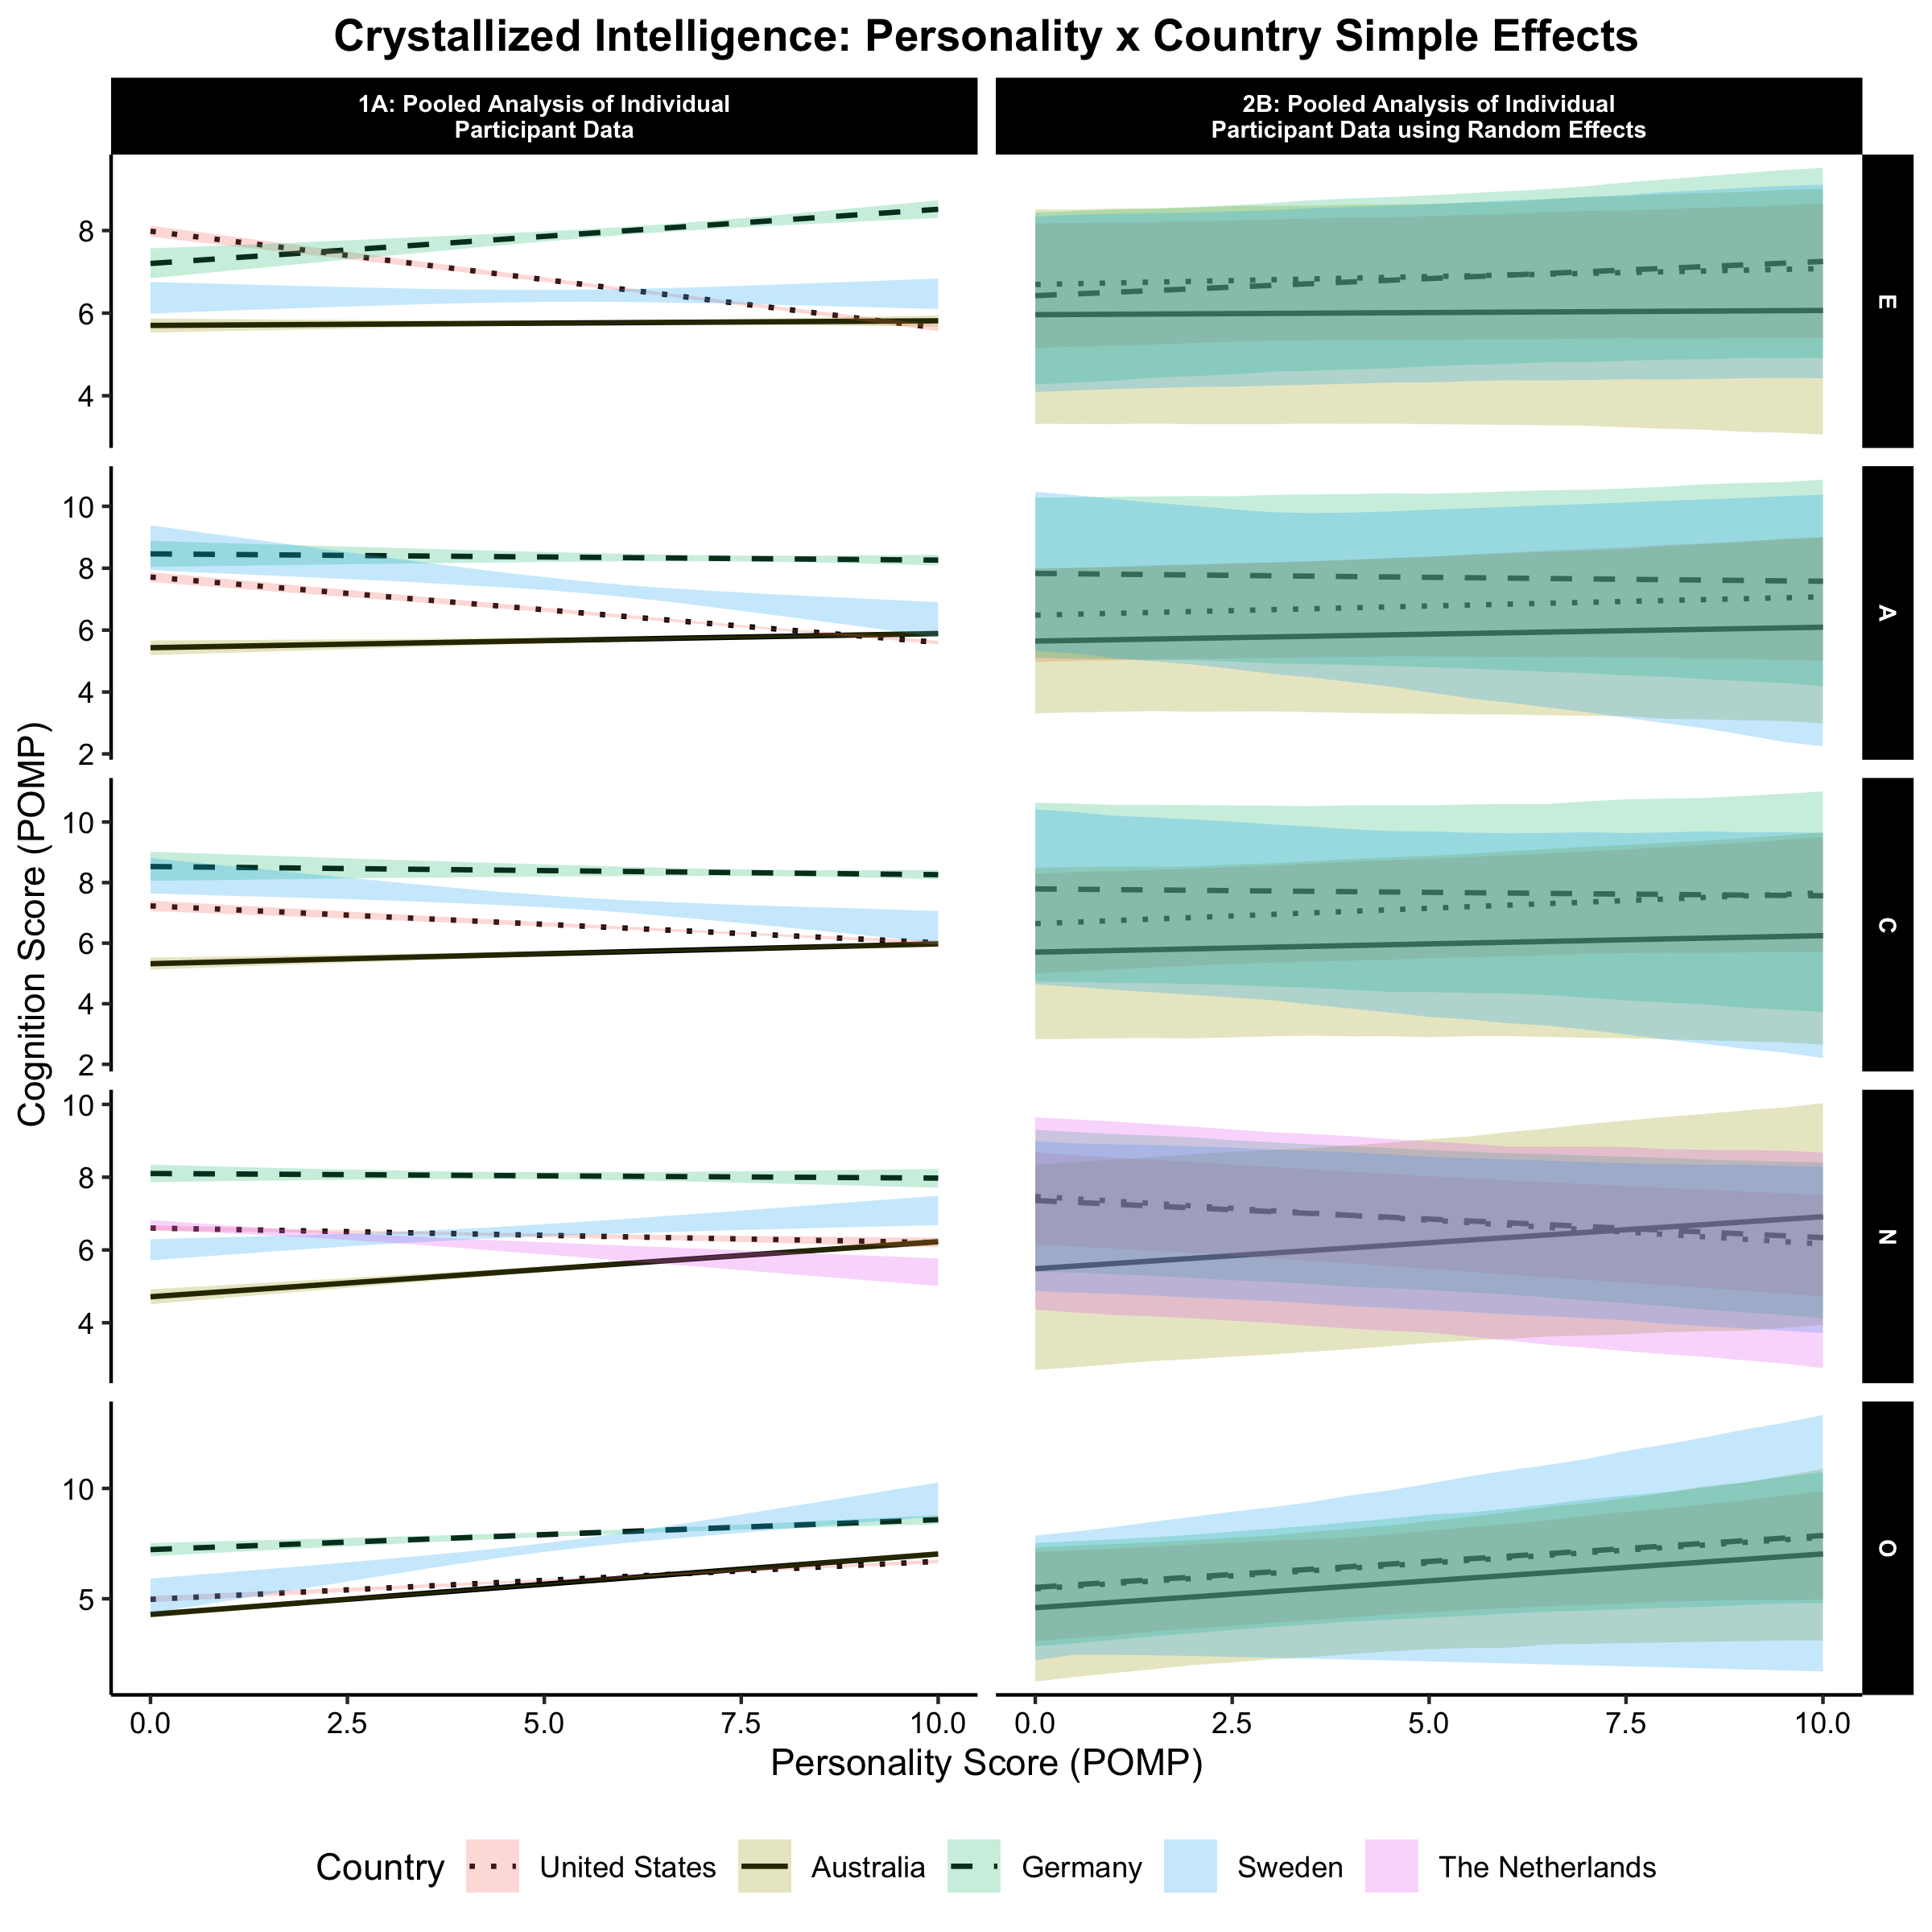 Crystallized Intelligence: Personality x Country Simple Effects
1A: Pooled Analysis of Individual
Participant Data
2B: Pooled Analysis of Individual
Participant Data using Random Effects
Cognition Score (POMP)
8
6
4
E
10
8
6
4
2
A
10
8
6
4
2
C
10
8
6
4
N
10
5
O
0.0 2.5 5.0 7.5 10.0 0.0 2.5 5.0 7.5 10.0
Personality Score (POMP)
Country United States Australia Germany Sweden The Netherlands